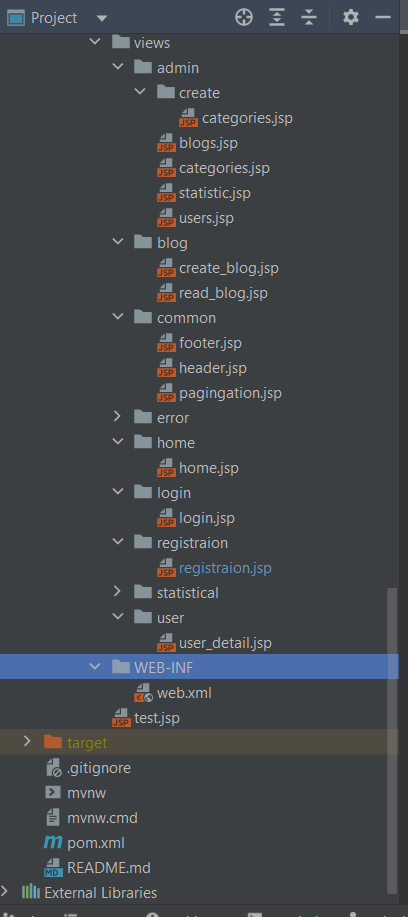 Project
views
admin
create
categories.jsp
blogs.jsp
categories.jsp
statistic.jsp
users.jsp
blog
create_blog.jsp
read_blog.jsp
common
footer.jsp
header.jsp
pagingation.jsp
error
home
home.jsp
login
login.jsp
registraion
registraion.jsp
statistical
user
user_detail.jsp
WEB-INF
web.xml
test.jsp
target
.gitignore
mvnw
mvnw.cmd
pom.xml
README.md
External Libraries